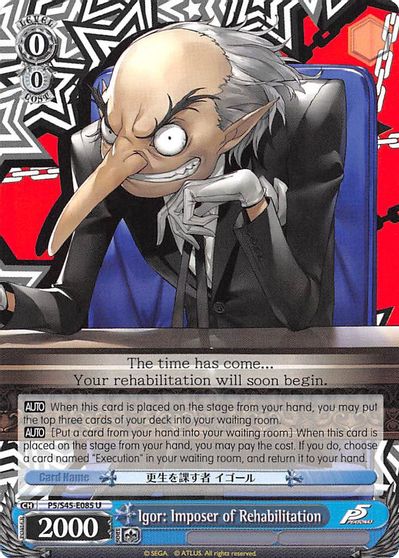 LEVEL
0
0
COST
The time has come...
Your rehabilitation will soon begin.
AUTO When this card is placed on the stage from your hand, you may put
the top three cards of your deck into your waiting room.
AUTO [Put a card from your hand into your waiting room] When this card is
placed on the stage from your hand, you may pay the cost. If you do, choose
a card named "Execution" in your waiting room, and return it to your hand.
Card Name 更生を課す者 イゴール
CH P5/S45-E085 U
POWER 2000 SOUL Igor: Imposer of Rehabilitation P5 PERSONA5
© SEGA © ATLUS. All rights reserved.